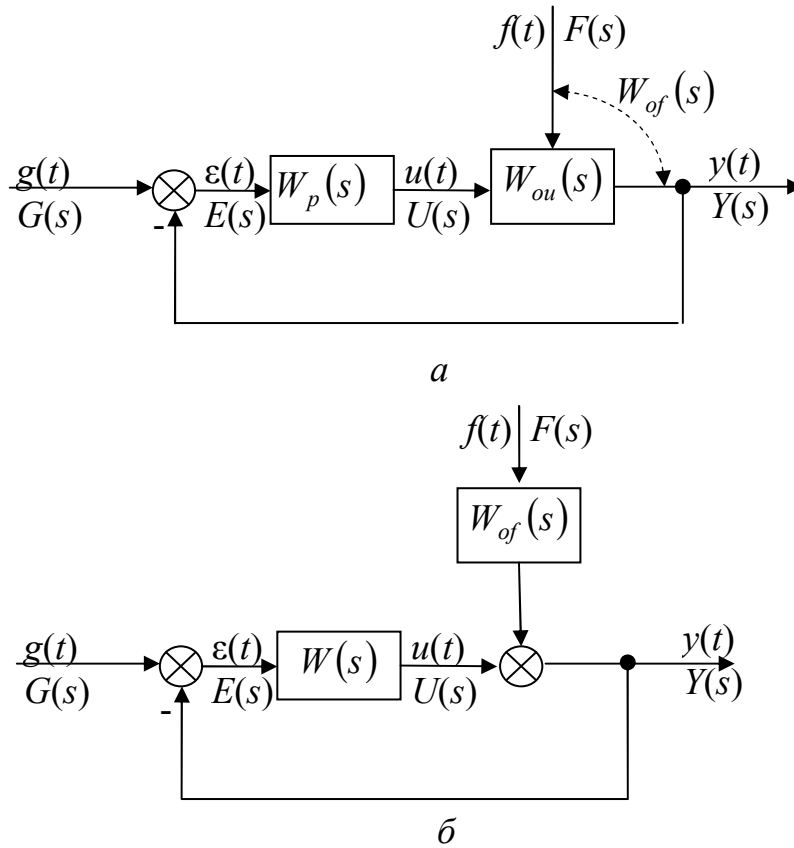 f(t) F(s)
W_of(s)
g(t) ε(t) W_p(s) u(t) W_ou(s) y(t)
G(s) - E(s) U(s) Y(s)
а
f(t) F(s)
W_of(s)
g(t) ε(t) W(s) u(t) y(t)
G(s) - E(s) U(s) Y(s)
б